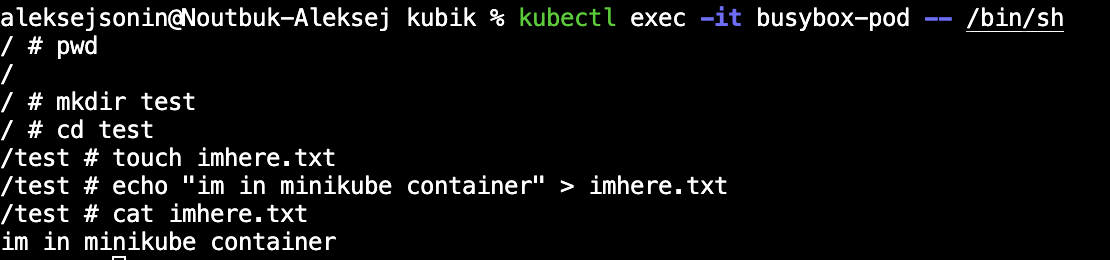 aleksejsonin@Noutbuk-Aleksej kubik % kubectl exec -it busybox-pod -- /bin/sh
/ # pwd
/
/ # mkdir test
/ # cd test
/test # touch imhere.txt
/test # echo "im in minikube container" > imhere.txt
/test # cat imhere.txt
im in minikube container